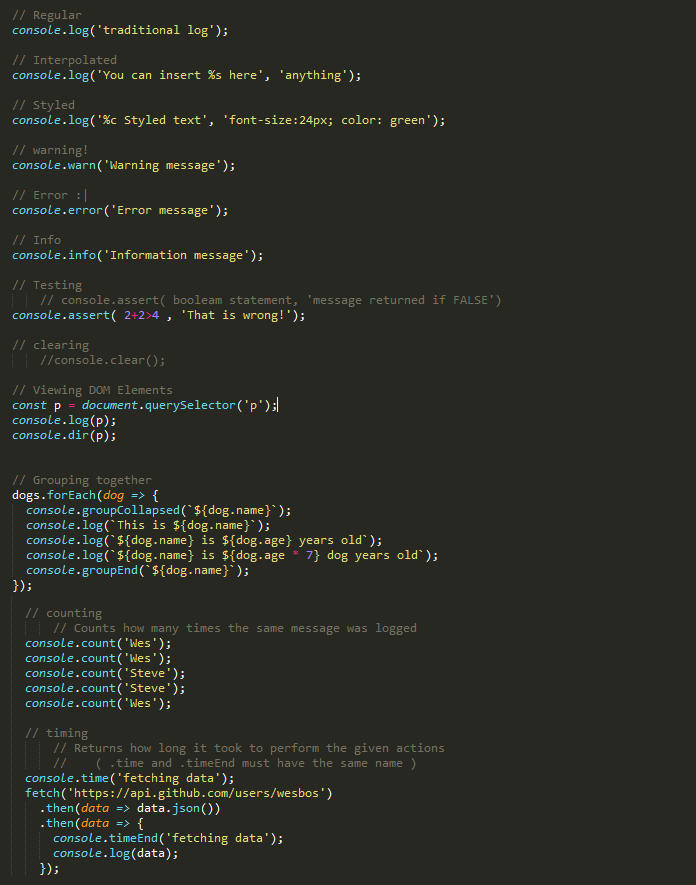 // Regular
console.log('traditional log');
// Interpolated
console.log('You can insert %s here', 'anything');
// Styled
console.log('%c Styled text', 'font-size:24px; color: green');
// warning!
console.warn('Warning message');
// Error :|
console.error('Error message');
// Info
console.info('Information message');
// Testing
// console.assert( booleam statement, 'message returned if FALSE')
console.assert( 2+2>4 , 'That is wrong!');
// clearing
//console.clear();
// Viewing DOM Elements
const p = document.querySelector('p');
console.log(p);
console.dir(p);
// Grouping together
dogs.forEach(dog => {
console.groupCollapsed(`${dog.name}`);
console.log(`This is ${dog.name}`);
console.log(`${dog.name} is ${dog.age} years old`);
console.log(`${dog.name} is ${dog.age * 7} dog years old`);
console.groupEnd(`${dog.name}`);
});
// counting
// Counts how many times the same message was logged
console.count('Wes');
console.count('Wes');
console.count('Steve');
console.count('Steve');
console.count('Wes');
// timing
// Returns how long it took to perform the given actions
// ( .time and .timeEnd must have the same name )
console.time('fetching data');
fetch('https://api.github.com/users/wesbos')
.then(data => data.json())
.then(data => {
console.timeEnd('fetching data');
console.log(data);
});